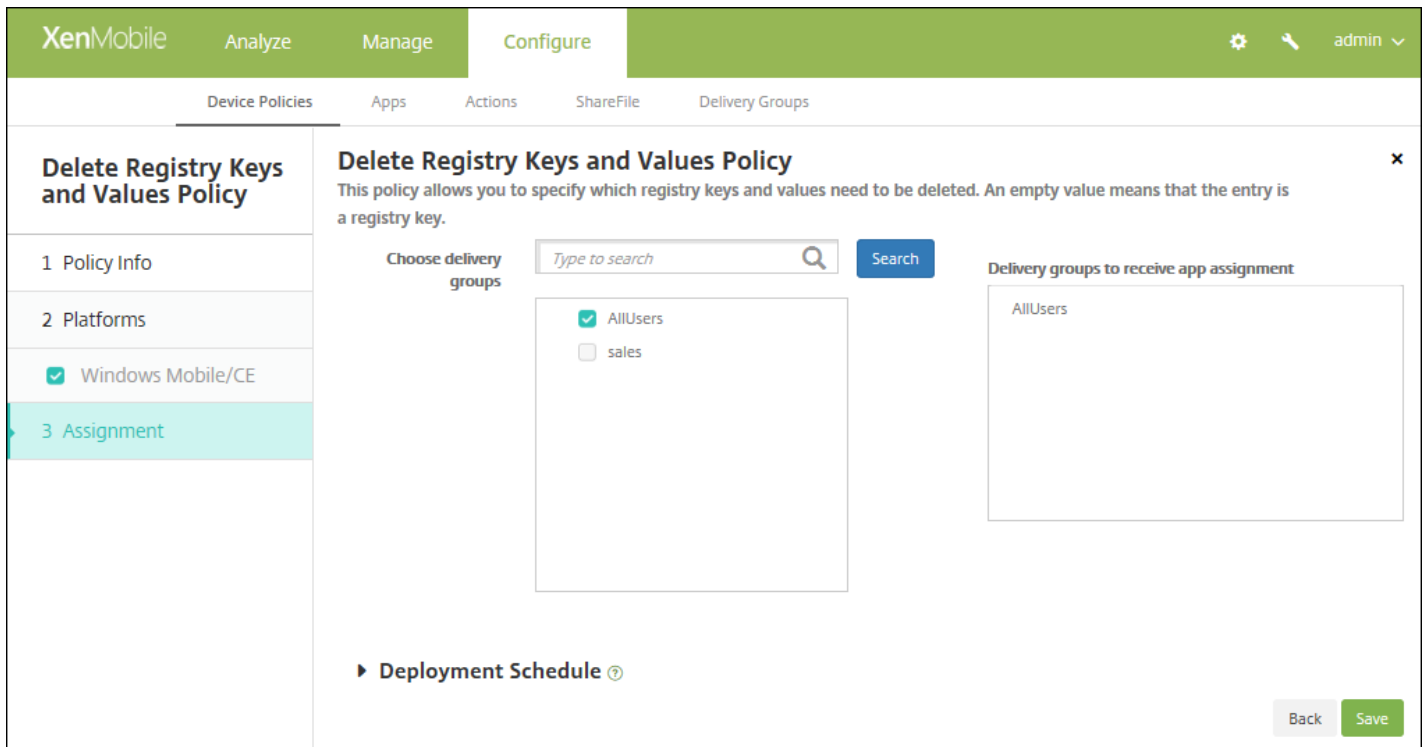 XenMobile Analyze Manage Configure admin
Device Policies Apps Actions ShareFile Delivery Groups
Delete Registry Keys
and Values Policy
1 Policy Info
2 Platforms
Windows Mobile/CE
3 Assignment
Delete Registry Keys and Values Policy
This policy allows you to specify which registry keys and values need to be deleted. An empty value means that the entry is
a registry key.
Choose delivery
groups
Type to search
Search
AllUsers
sales
Delivery groups to receive app assignment
AllUsers
Deployment Schedule ?
Back Save